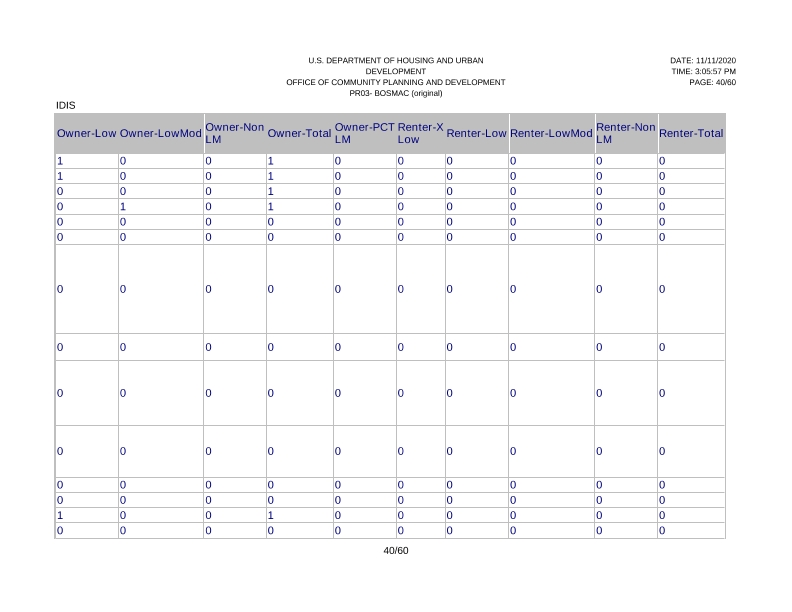 U.S. DEPARTMENT OF HOUSING AND URBAN
DEVELOPMENT
OFFICE OF COMMUNITY PLANNING AND DEVELOPMENT
PR03- BOSMAC (original)
DATE: 11/11/2020
TIME: 3:05:57 PM
PAGE: 40/60
IDIS
Owner-Low Owner-LowMod Owner-Non LM Owner-Total Owner-PCT LM Renter-X Low Renter-Low Renter-LowMod Renter-Non LM Renter-Total
1 0 0 1 0 0 0 0 0 0
1 0 0 1 0 0 0 0 0 0
0 0 0 1 0 0 0 0 0 0
0 1 0 1 0 0 0 0 0 0
0 0 0 0 0 0 0 0 0 0
0 0 0 0 0 0 0 0 0 0
0 0 0 0 0 0 0 0 0 0
0 0 0 0 0 0 0 0 0 0
0 0 0 0 0 0 0 0 0 0
0 0 0 0 0 0 0 0 0 0
0 0 0 0 0 0 0 0 0 0
0 0 0 0 0 0 0 0 0 0
1 0 0 1 0 0 0 0 0 0
0 0 0 0 0 0 0 0 0 0
40/60